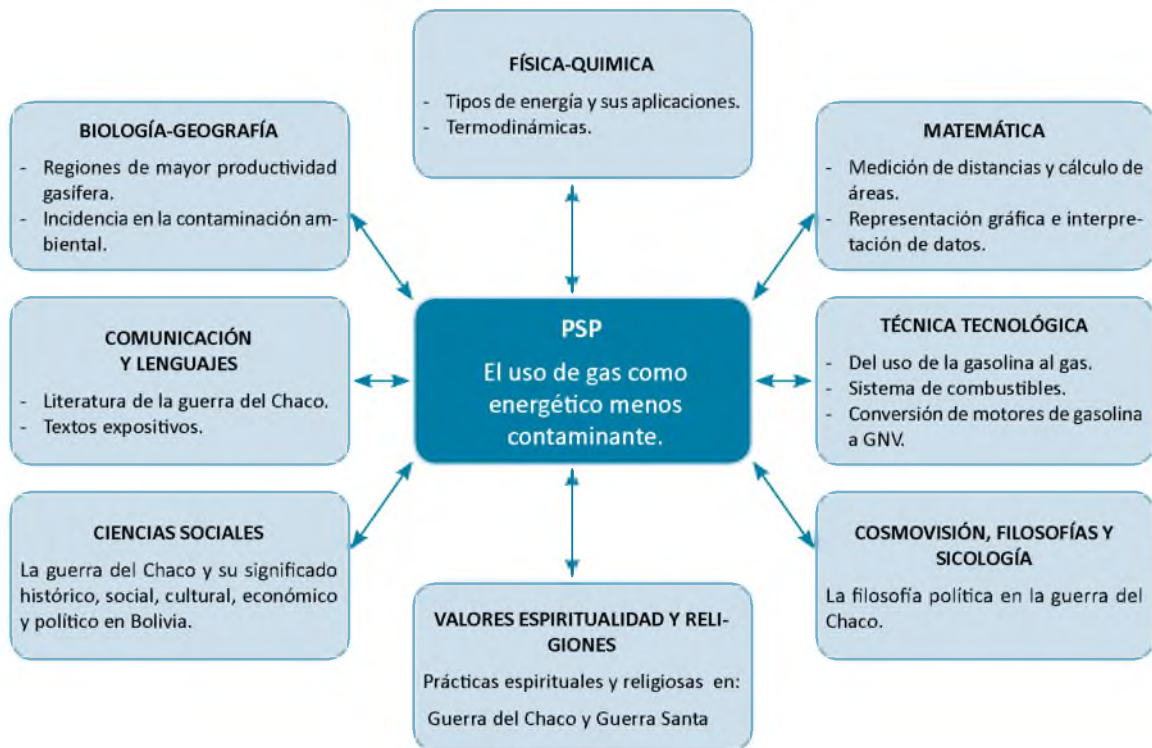 FÍSICA-QUIMICA
- Tipos de energía y sus aplicaciones.
- Termodinámicas.
BIOLOGÍA-GEOGRAFÍA
- Regiones de mayor productividad
gasífera.
- Incidencia en la contaminación am-
biental.
MATEMÁTICA
- Medición de distancias y cálculo de
áreas.
- Representación gráfica e interpre-
tación de datos.
COMUNICACIÓN
Y LENGUAJES
- Literatura de la guerra del Chaco.
- Textos expositivos.
PSP
El uso de gas como
energético menos
contaminante.
TÉCNICA TECNOLÓGICA
- Del uso de la gasolina al gas.
- Sistema de combustibles.
- Conversión de motores de gasolina
a GNV.
CIENCIAS SOCIALES
La guerra del Chaco y su significado
histórico, social, cultural, económico
y político en Bolivia.
VALORES ESPIRITUALIDAD Y RELI-
GIONES
Prácticas espirituales y religiosas en:
Guerra del Chaco y Guerra Santa
COSMOVISIÓN, FILOSOFÍAS Y
SICOLOGÍA
La filosofía política en la guerra del
Chaco.